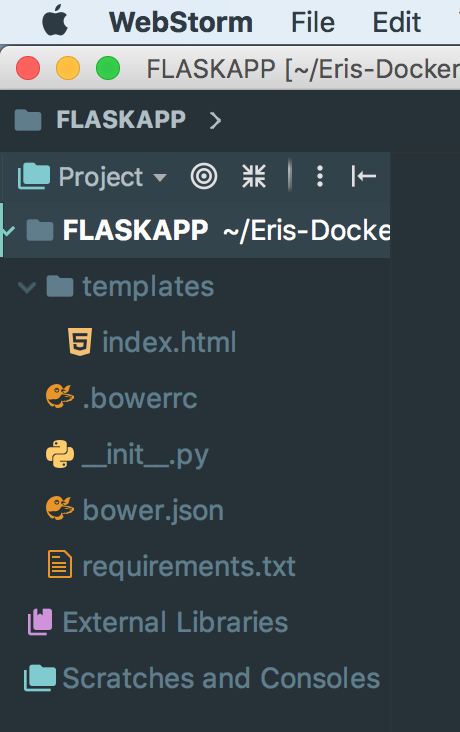 WebStorm File Edit
FLASKAPP [~/Eris-Docker
FLASKAPP
Project
FLASKAPP ~/Eris-Docke
templates
index.html
.bowerrc
__init__.py
bower.json
requirements.txt
External Libraries
Scratches and Consoles